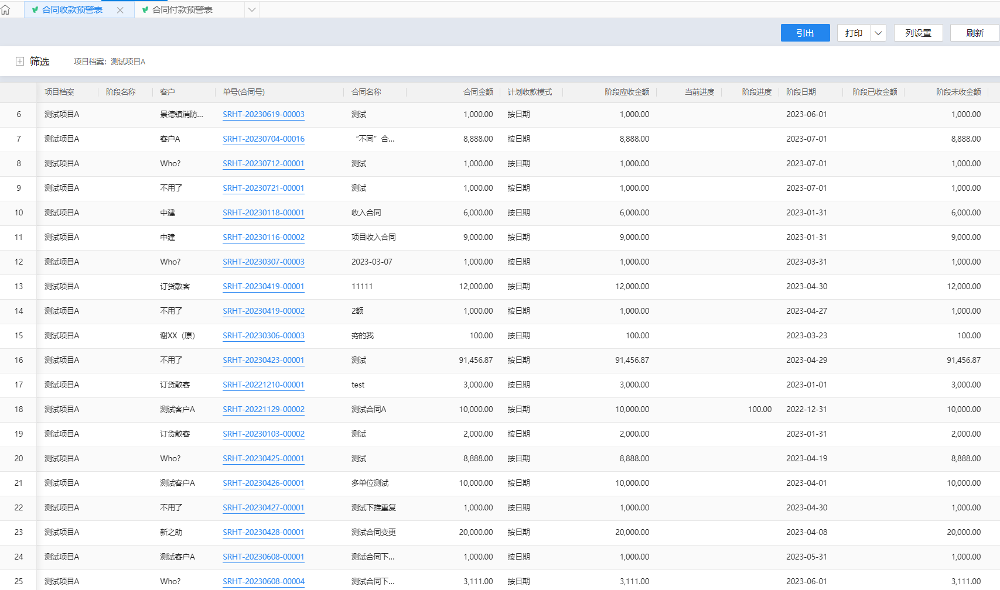 合同收款预警表 合同付款预警表
引出 打印 列设置 刷新
筛选 项目档案：测试项目A
项目档案 阶段名称 客户 单号(合同号) 合同名称 合同金额 计划收款模式 阶段应收金额 当前进度 阶段进度 阶段日期 阶段已收金额 阶段未收金额
6 测试项目A 景德镇消防... SRHT-20230619-00003 测试 1,000.00 按日期 1,000.00 2023-06-01 1,000.00
7 测试项目A 客户A SRHT-20230704-00016 “不同”合... 8,888.00 按日期 8,888.00 2023-07-01 8,888.00
8 测试项目A Who? SRHT-20230712-00001 测试 1,000.00 按日期 1,000.00 2023-07-01 1,000.00
9 测试项目A 不用了 SRHT-20230721-00001 测试 1,000.00 按日期 1,000.00 2023-07-01 1,000.00
10 测试项目A 中建 SRHT-20230118-00001 收入合同 6,000.00 按日期 6,000.00 2023-01-31 6,000.00
11 测试项目A 中建 SRHT-20230116-00002 项目收入合同 9,000.00 按日期 9,000.00 2023-01-31 9,000.00
12 测试项目A Who? SRHT-20230307-00003 2023-03-07 1,000.00 按日期 1,000.00 2023-03-31 1,000.00
13 测试项目A 订货散客 SRHT-20230419-00001 11111 12,000.00 按日期 12,000.00 2023-04-30 12,000.00
14 测试项目A 不用了 SRHT-20230419-00002 2额 1,000.00 按日期 1,000.00 2023-04-27 1,000.00
15 测试项目A 谢XX（原） SRHT-20230306-00003 穷的我 100.00 按日期 100.00 2023-03-23 100.00
16 测试项目A 不用了 SRHT-20230423-00001 测试 91,456.87 按日期 91,456.87 2023-04-29 91,456.87
17 测试项目A 订货散客 SRHT-20221210-00001 test 3,000.00 按日期 3,000.00 2023-01-01 3,000.00
18 测试项目A 测试客户A SRHT-20221129-00002 测试合同A 10,000.00 按日期 10,000.00 100.00 2022-12-31 10,000.00
19 测试项目A 订货散客 SRHT-20230103-00002 测试 2,000.00 按日期 2,000.00 2023-01-31 2,000.00
20 测试项目A Who? SRHT-20230425-00001 测试 8,888.00 按日期 8,888.00 2023-04-19 8,888.00
21 测试项目A 测试客户A SRHT-20230426-00001 多单位测试 10,000.00 按日期 10,000.00 2023-04-01 10,000.00
22 测试项目A 不用了 SRHT-20230427-00001 测试下推重复 1,000.00 按日期 1,000.00 2023-04-30 1,000.00
23 测试项目A 新之助 SRHT-20230428-00001 测试合同变更 20,000.00 按日期 20,000.00 2023-04-08 20,000.00
24 测试项目A 测试客户A SRHT-20230608-00001 测试合同下... 1,000.00 按日期 1,000.00 2023-05-31 1,000.00
25 测试项目A Who? SRHT-20230608-00004 测试合同下... 3,111.00 按日期 3,111.00 2023-06-01 3,111.00